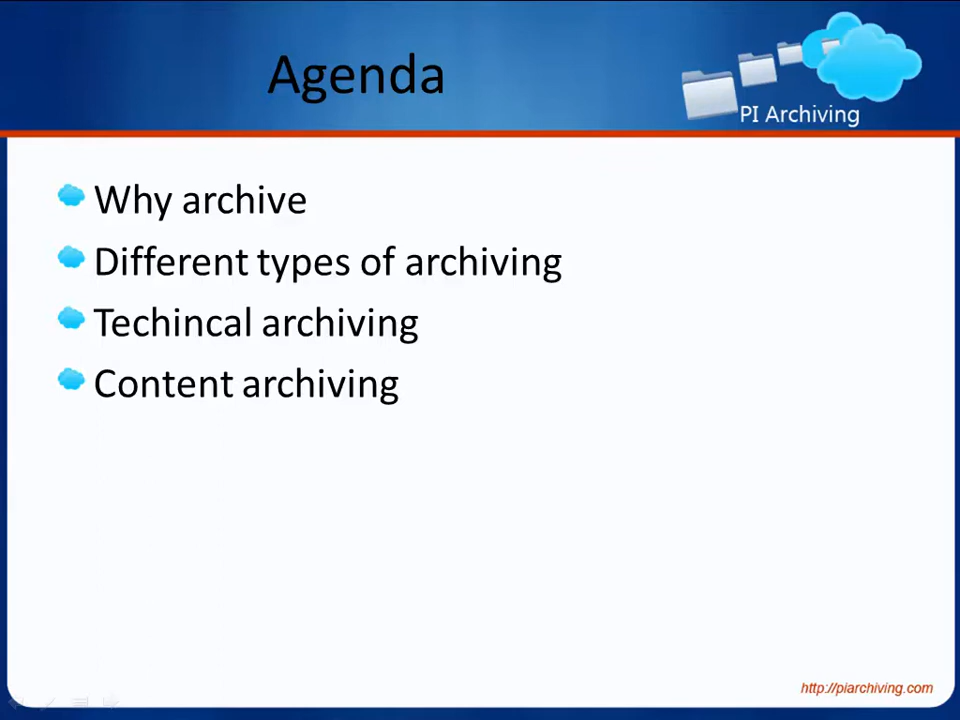 Agenda
PI Archiving
Why archive
Different types of archiving
Techincal archiving
Content archiving
http://piarchiving.com